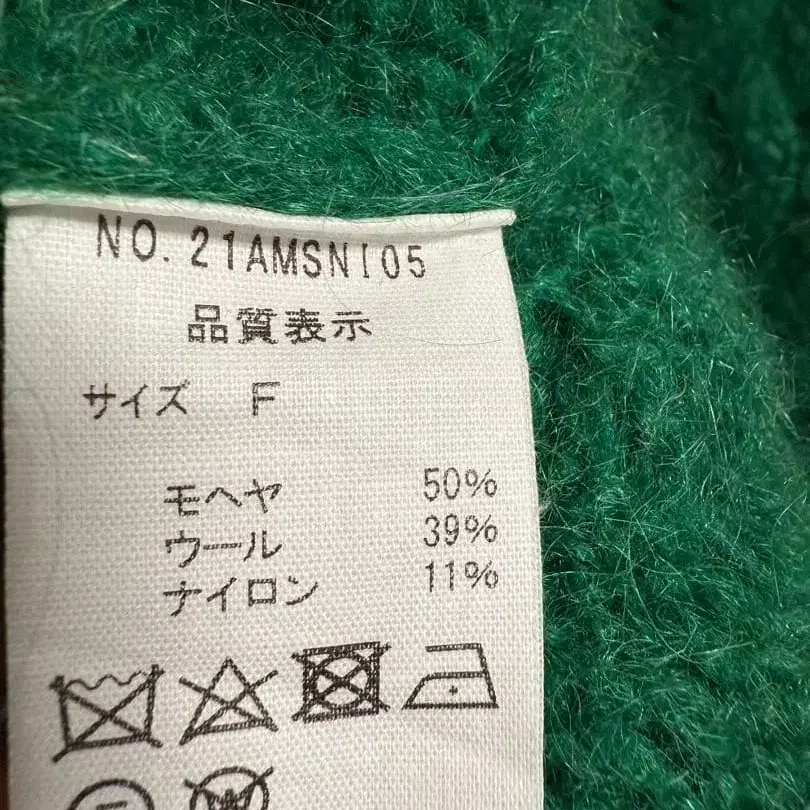 NO.21AMSNI05
品質表示
サイズ F
モヘヤ 50%
ウール 39%
ナイロン 11%